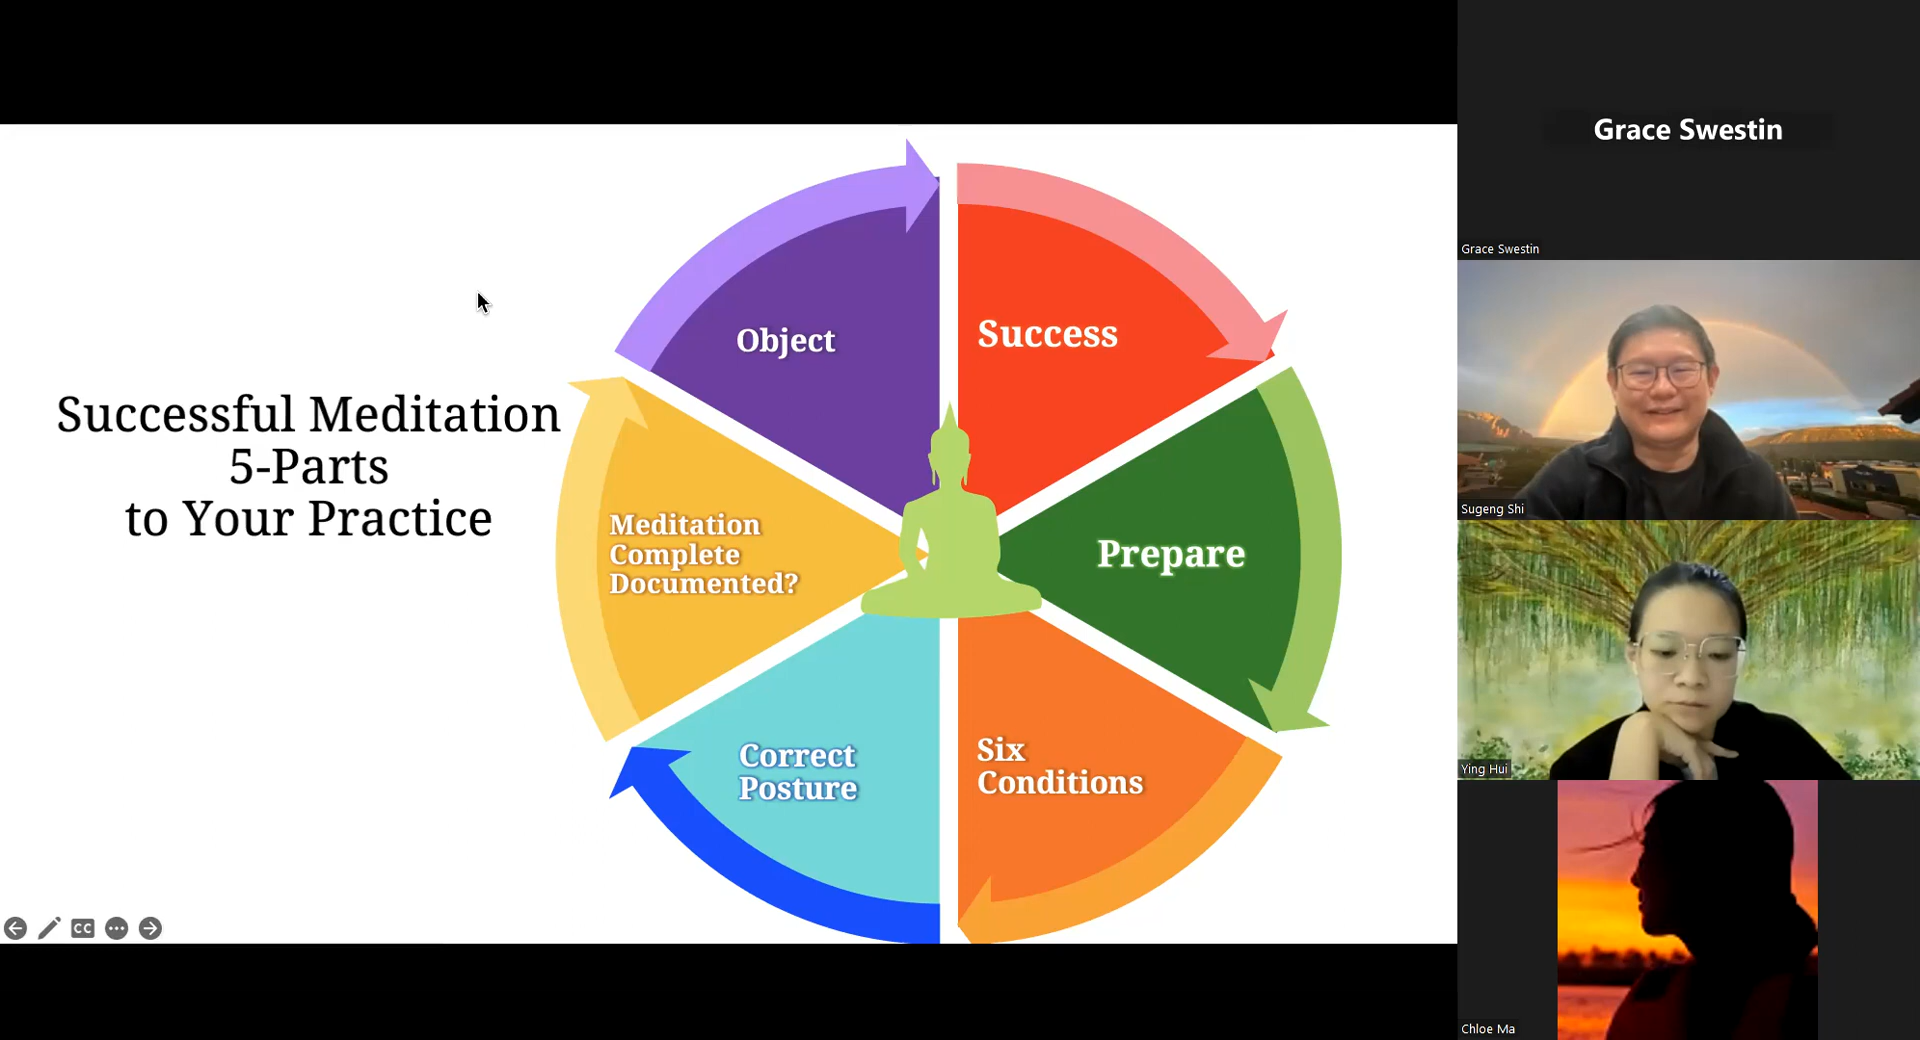 Successful Meditation
5-Parts
to Your Practice
Object
Success
Meditation
Complete
Documented?
Prepare
Correct
Posture
Six
Conditions
CC
Grace Swestin
Grace Swestin
Sugeng Shi
Ying Hui
Chloe Ma